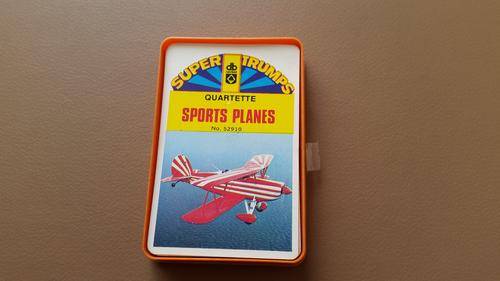 SUPER TRUMPS
QUARTETTE
SPORTS PLANES
No. 52910